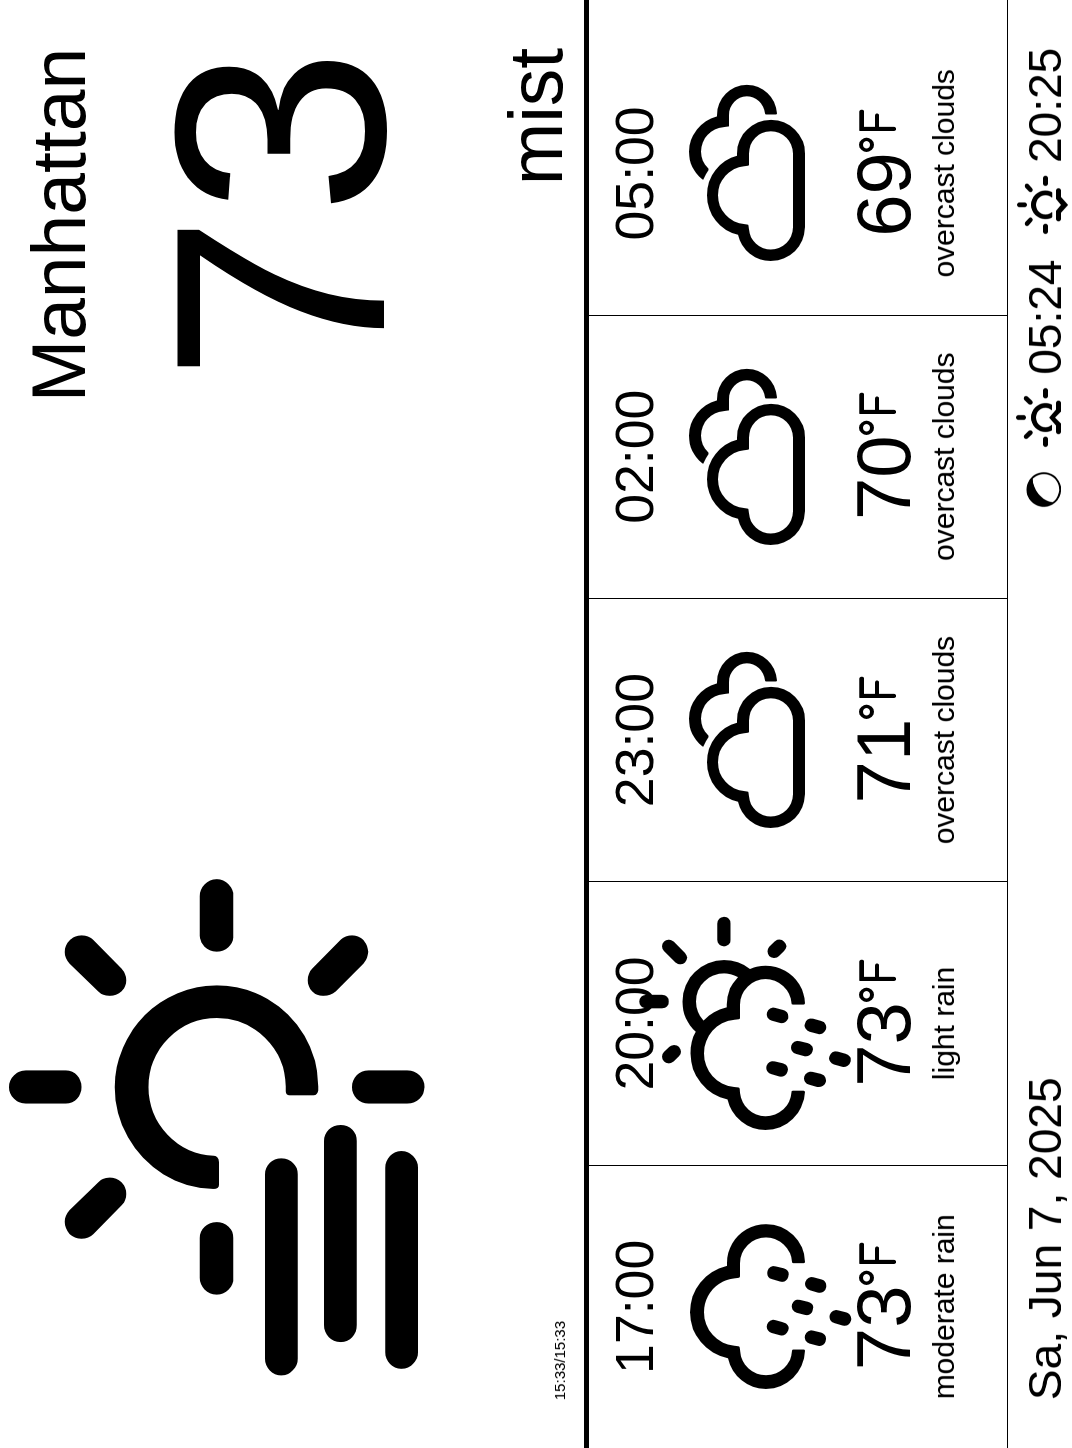 Manhattan
73
mist
15:33/15:33
17:00
73°F
moderate rain
20:00
73°F
light rain
23:00
71°F
overcast clouds
02:00
70°F
overcast clouds
05:00
69°F
overcast clouds
Sa, Jun 7, 2025
05:24
20:25